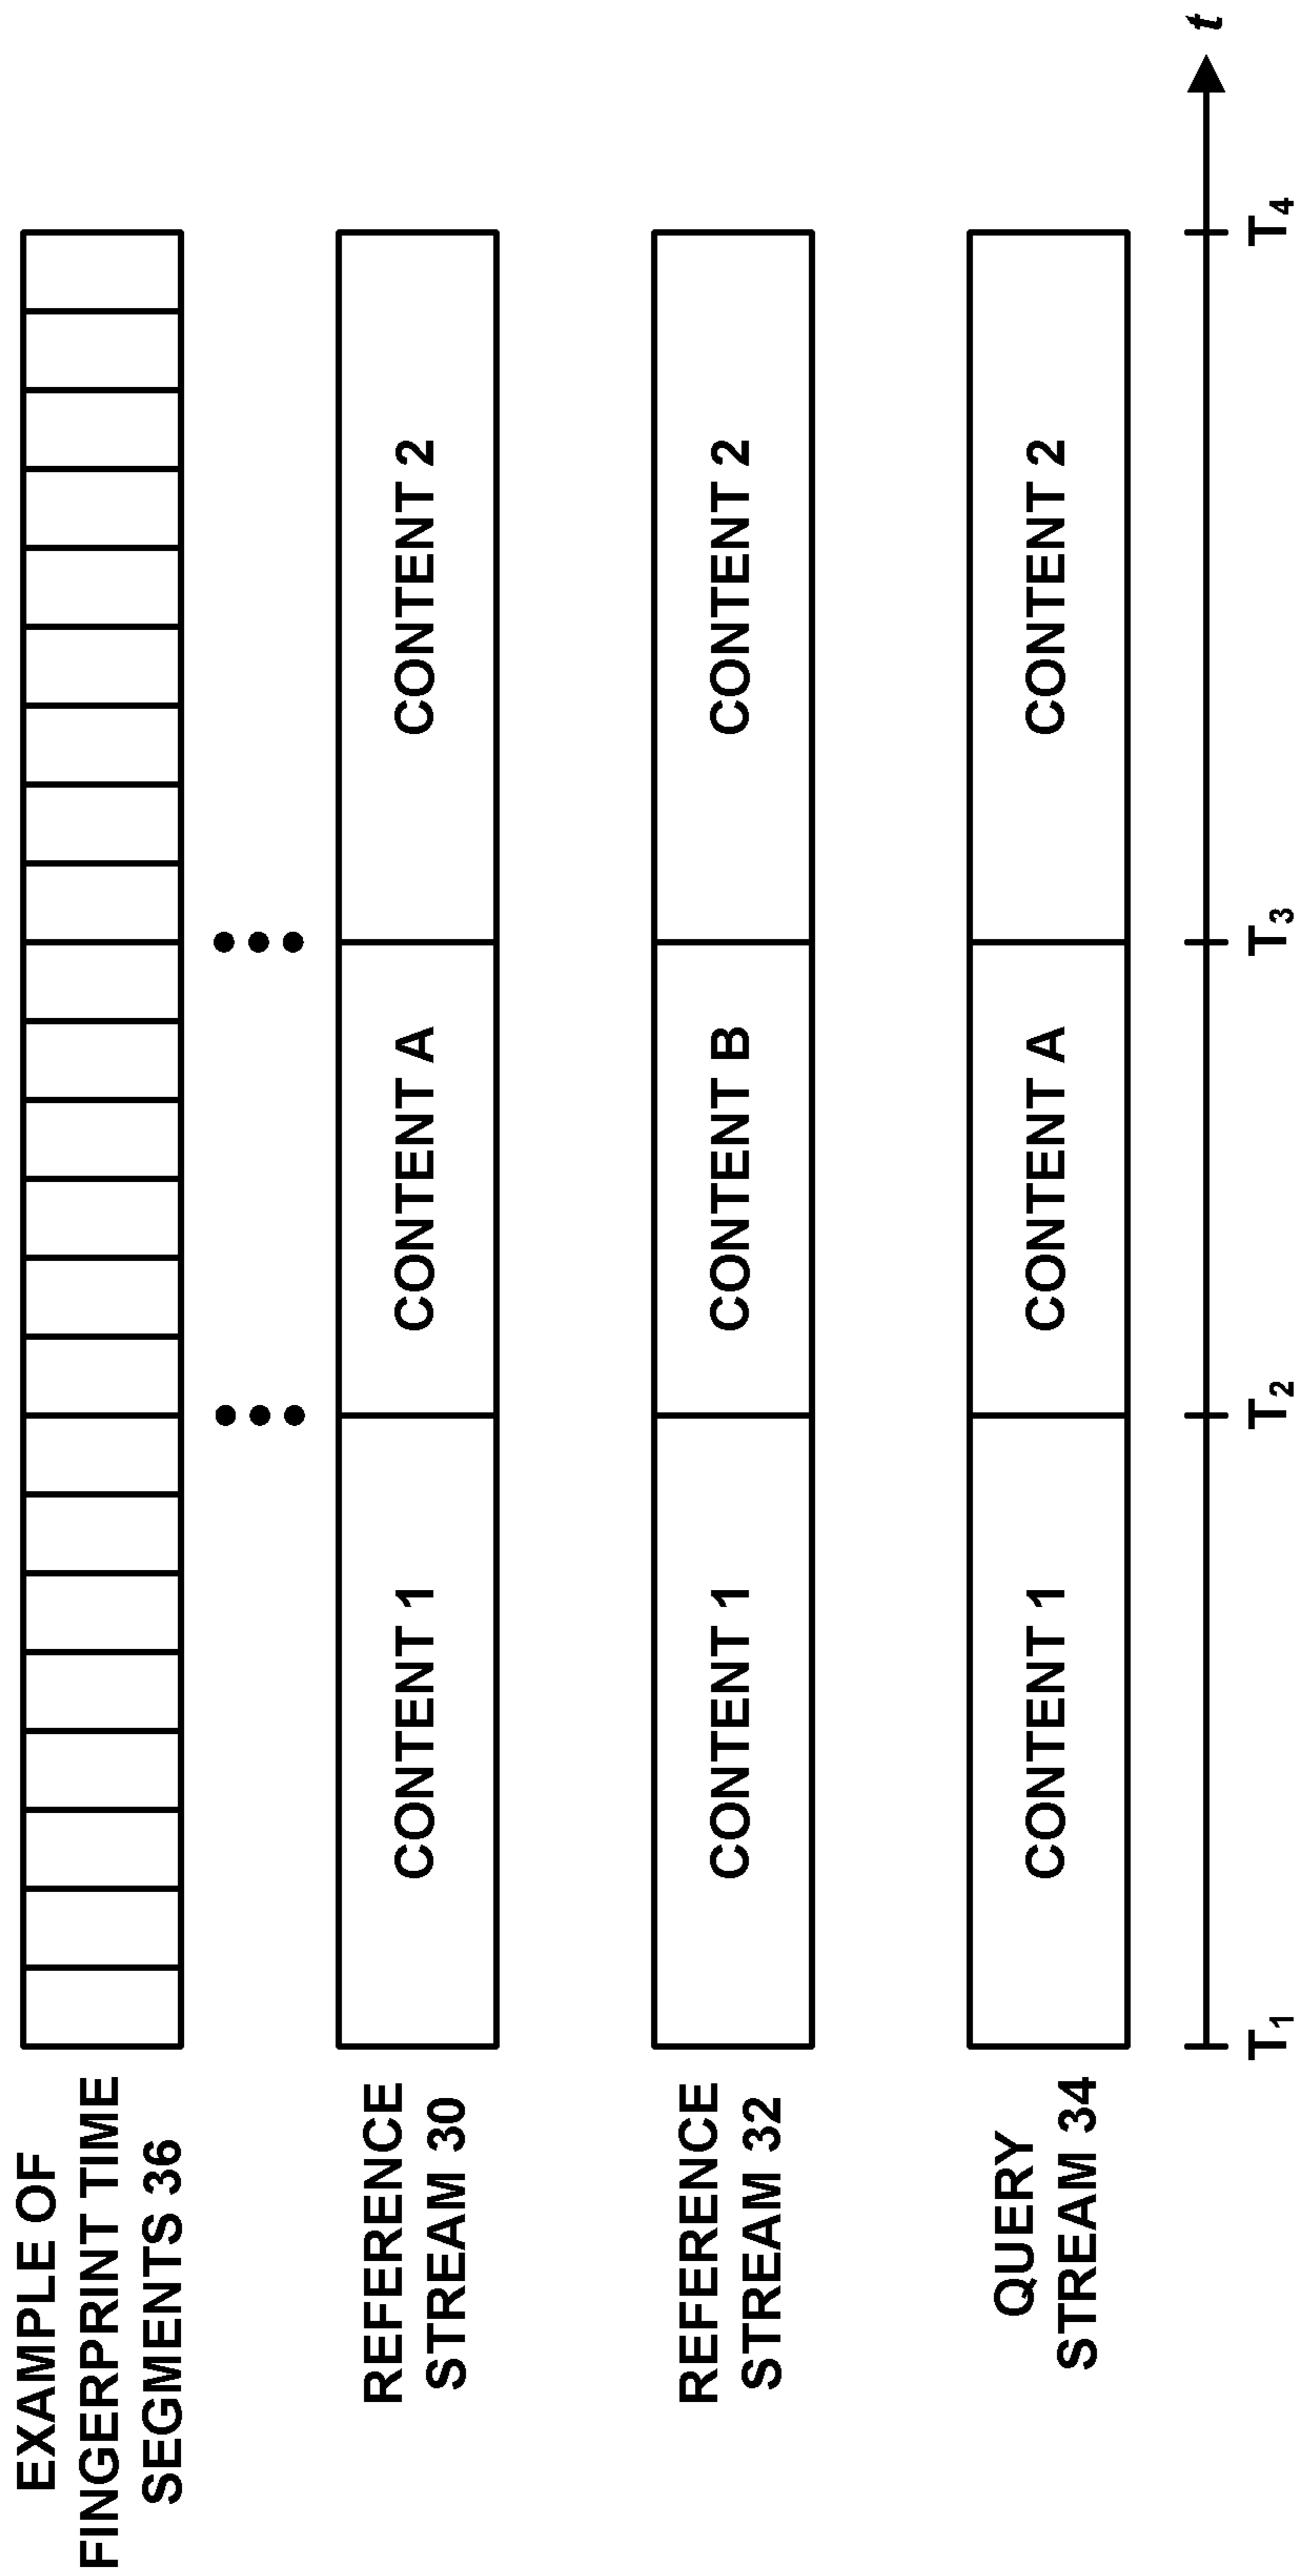 EXAMPLE OF
FINGERPRINT TIME
SEGMENTS 36
REFERENCE
STREAM 30
CONTENT 1
CONTENT A
CONTENT 2
REFERENCE
STREAM 32
CONTENT 1
CONTENT B
CONTENT 2
QUERY
STREAM 34
CONTENT 1
CONTENT A
CONTENT 2
t
T1
T2
T3
T4